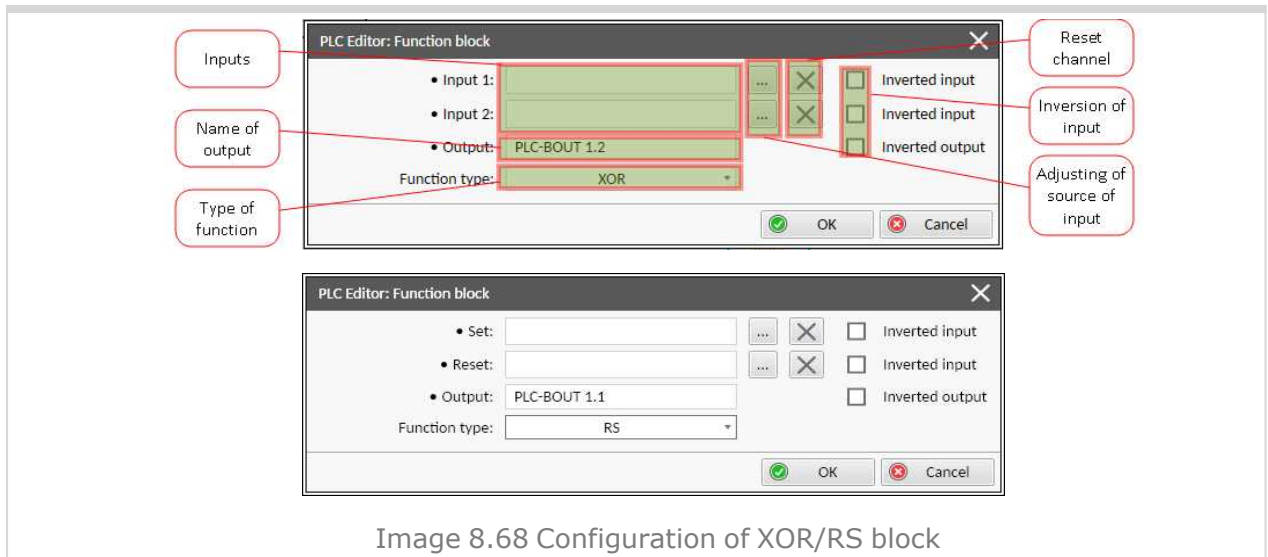 PLC Editor: Function block
Inputs
Reset
channel
• Input 1:
...
Inverted input
• Input 2:
...
Inverted input
Inversion of
input
Name of
output
• Output:
PLC-BOUT 1.2
Inverted output
Function type:
XOR
Adjusting of
source of
input
Type of
function
OK
Cancel
PLC Editor: Function block
• Set:
...
Inverted input
• Reset:
...
Inverted input
• Output:
PLC-BOUT 1.1
Inverted output
Function type:
RS
OK
Cancel
Image 8.68 Configuration of XOR/RS block